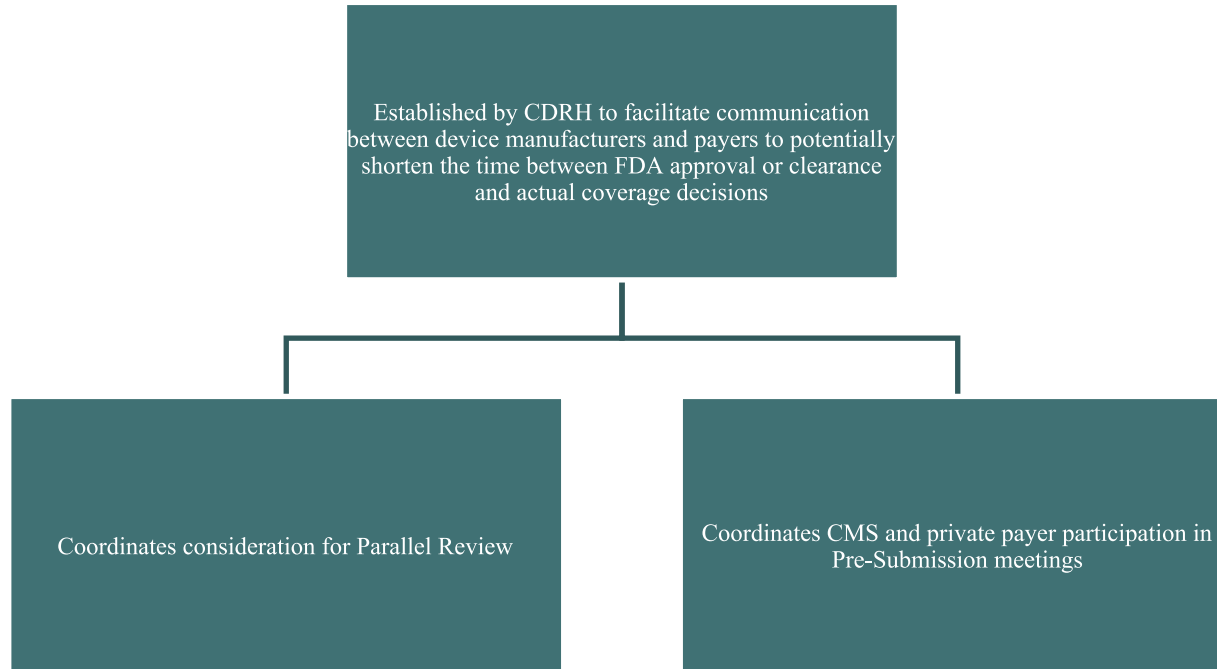 Established by CDRH to facilitate communication
between device manufacturers and payers to potentially
shorten the time between FDA approval or clearance
and actual coverage decisions
Coordinates consideration for Parallel Review
Coordinates CMS and private payer participation in
Pre-Submission meetings